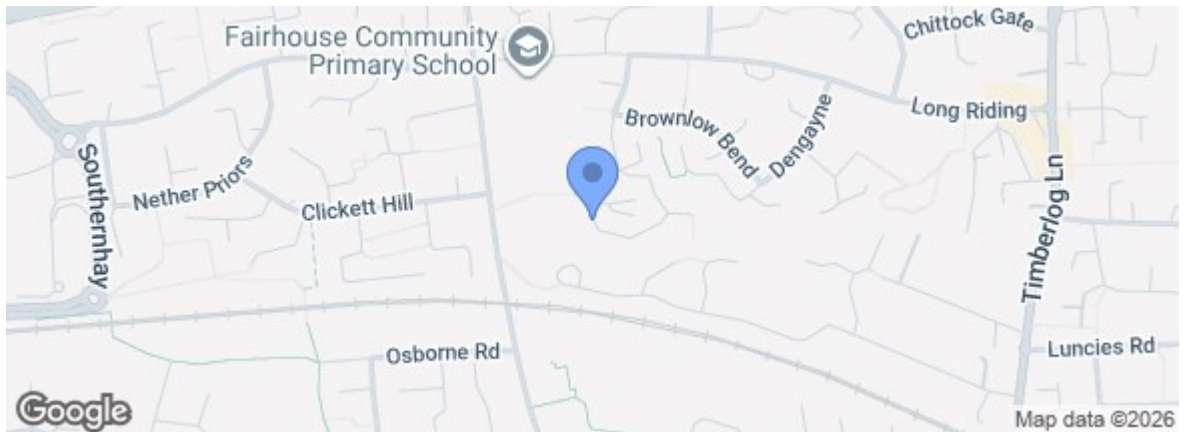 Chittock Gate
Fairhouse Community
Primary School
Long Riding
Brownlow Bend
Dengayne
Southernhay
Nether Priors
Clickett Hill
Timberlog Ln
Osborne Rd
Luncies Rd
Google
Map data ©2026